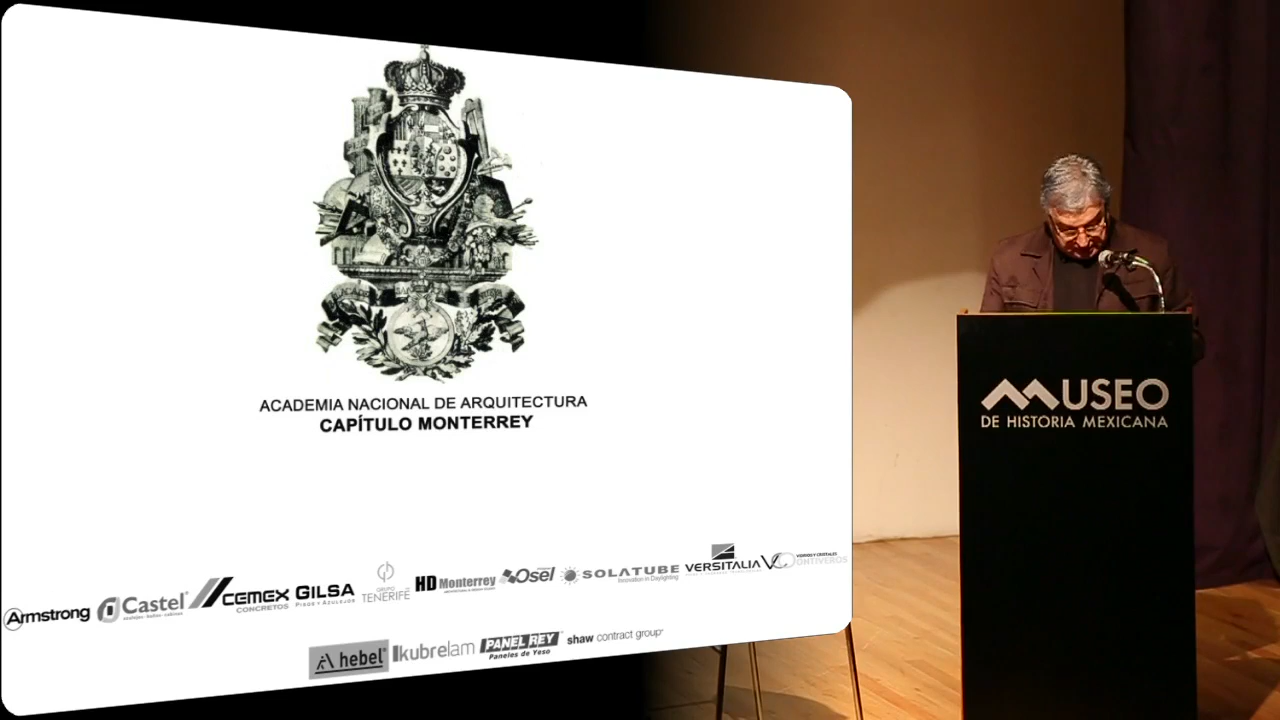 ACADEMIA NACIONAL DE ARQUITECTURA
CAPÍTULO MONTERREY
Armstrong
Castel
CEMEX
CONCRETOS
GILSA
PISOS Y AZULEJOS
GRUPO
TENERIFE
HD Monterrey
Osel
SOLATUBE
Innovation in Daylighting
VERSITALIA
VIDRIOS Y CRISTALES
ONTIVEROS
hebel
kubrelam
PANEL REY
Paneles de Yeso
shaw contract group
MUSEO
DE HISTORIA MEXICANA